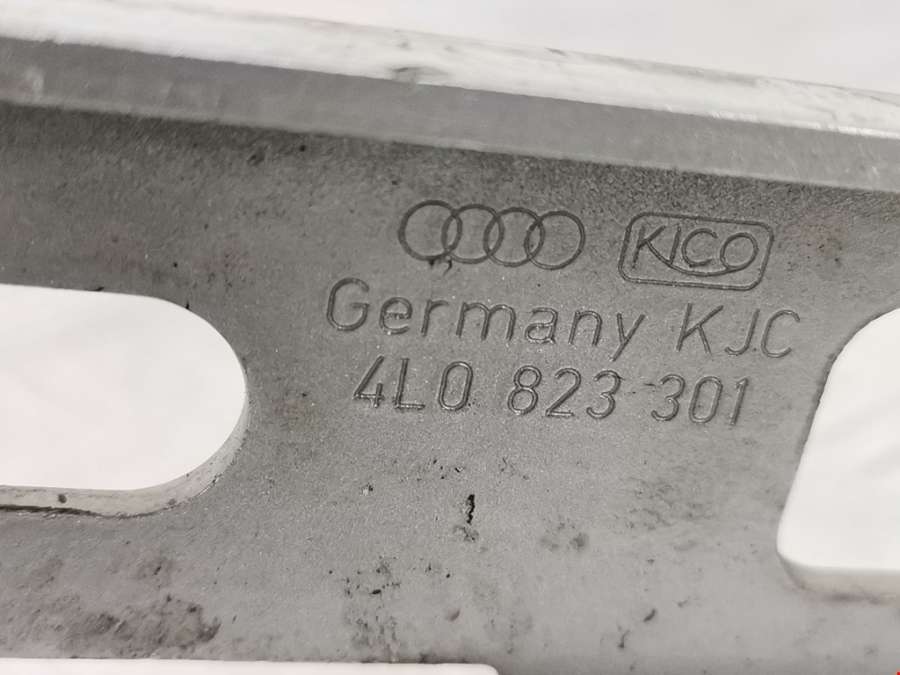 KICO
Germany KJC
4L0 823 301